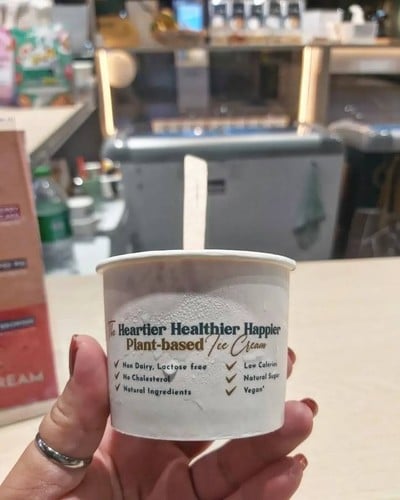 The Heartier Healthier Happier
Plant-based Ice Cream
Non Dairy, Lactose free
No Cholesterol
Natural Ingredients
Low Calories
Natural Sugar
Vegan*
REAM